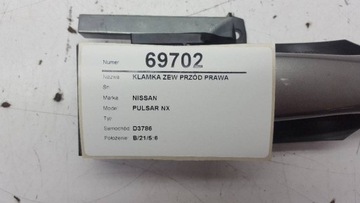 Numer: 69702
Nazwa: KLAMKA ZEW PRZÓD PRAWA
Bn:
Marka: NISSAN
Model: PULSAR NX
Typ:
Samochód: D3786
Położenie: B/21/5/6